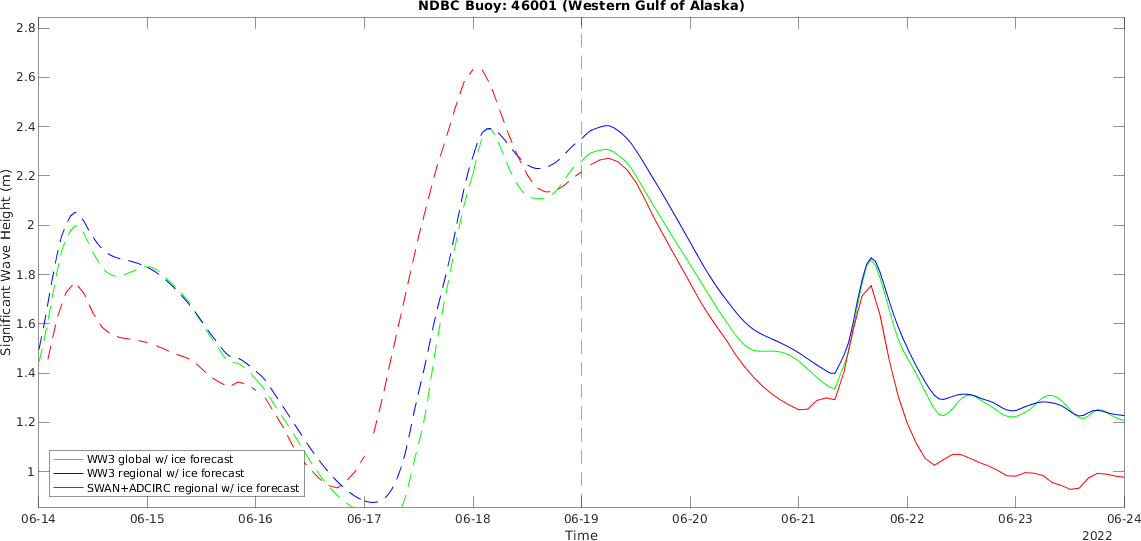 NDBC Buoy: 46001 (Western Gulf of Alaska)
2.8
2.6
2.4
2.2
2
1.8
1.6
1.4
1.2
1
Significant Wave Height (m)
WW3 global w/ ice forecast
WW3 regional w/ ice forecast
SWAN+ADCIRC regional w/ ice forecast
06-14 06-15 06-16 06-17 06-18 06-19 06-20 06-21 06-22 06-23 06-24
Time
2022